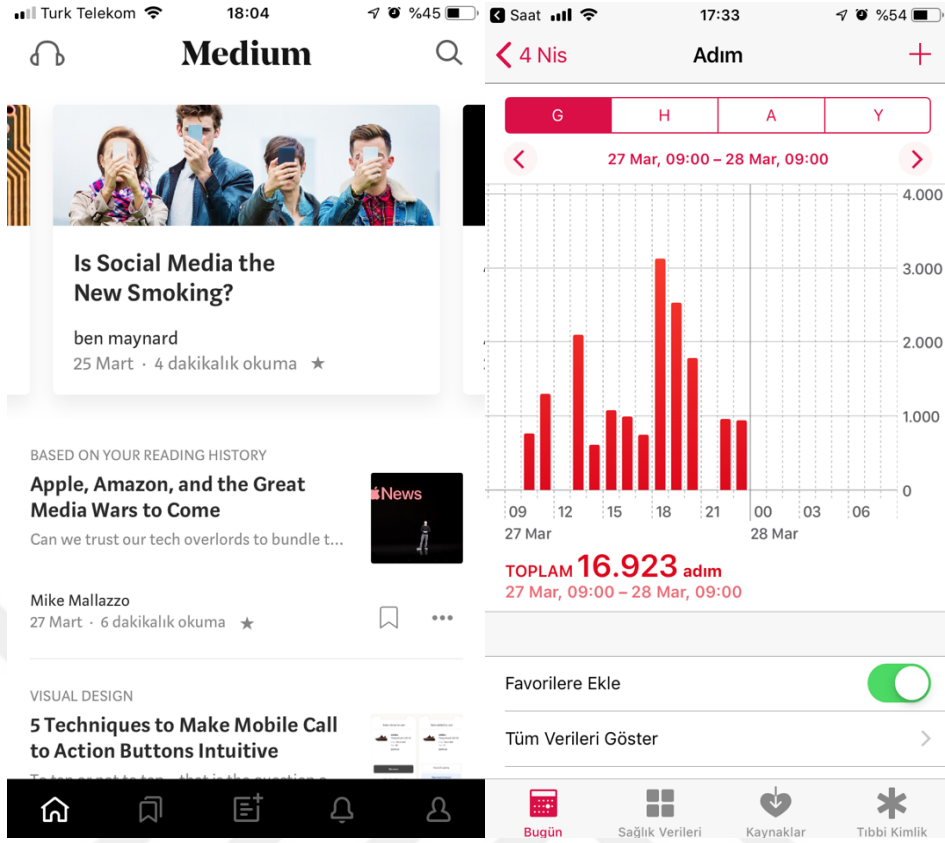 Turk Telekom
18:04
%45
Medium
Is Social Media the
New Smoking?
ben maynard
25 Mart · 4 dakikalık okuma ★
BASED ON YOUR READING HISTORY
Apple, Amazon, and the Great
Media Wars to Come
Can we trust our tech overlords to bundle t...
News
Mike Mallazzo
27 Mart · 6 dakikalık okuma ★
VISUAL DESIGN
5 Techniques to Make Mobile Call
to Action Buttons Intuitive
Saat
17:33
%54
4 Nis
Adım
G
H
A
Y
27 Mar, 09:00 – 28 Mar, 09:00
4.000
3.000
2.000
1.000
0
09 12 15 18 21 00 03 06
27 Mar 28 Mar
TOPLAM 16.923 adım
27 Mar, 09:00 – 28 Mar, 09:00
Favorilere Ekle
Tüm Verileri Göster
Bugün
Sağlık Verileri
Kaynaklar
Tıbbi Kimlik